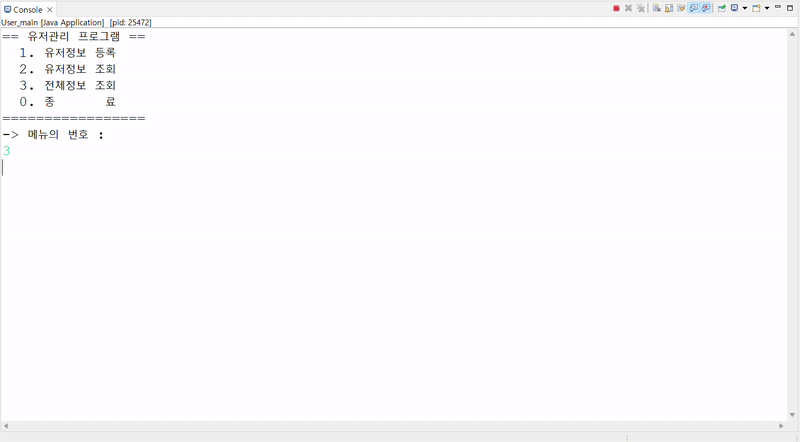 Console
User_main [Java Application] [pid: 25472]
== 유저관리 프로그램 ==
1. 유저정보 등록
2. 유저정보 조회
3. 전체정보 조회
0. 종 료
=================
-> 메뉴의 번호 :
3